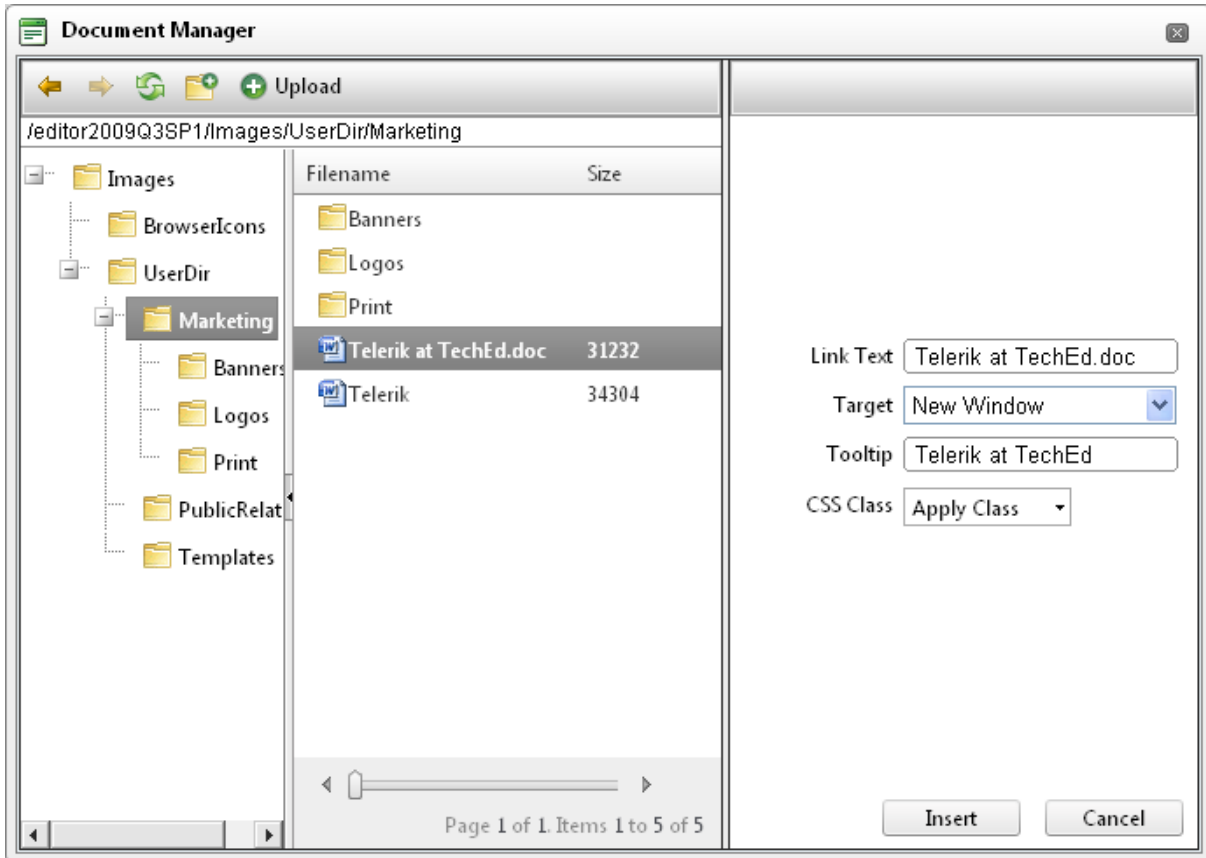 Document Manager
Upload
/editor2009Q3SP1/Images/UserDir/Marketing
Images
BrowserIcons
UserDir
Marketing
Banners
Logos
Print
PublicRelat
Templates
Filename Size
Banners
Logos
Print
Telerik at TechEd.doc 31232
Telerik 34304
Page 1 of 1. Items 1 to 5 of 5
Link Text Telerik at TechEd.doc
Target New Window
Tooltip Telerik at TechEd
CSS Class Apply Class
Insert Cancel